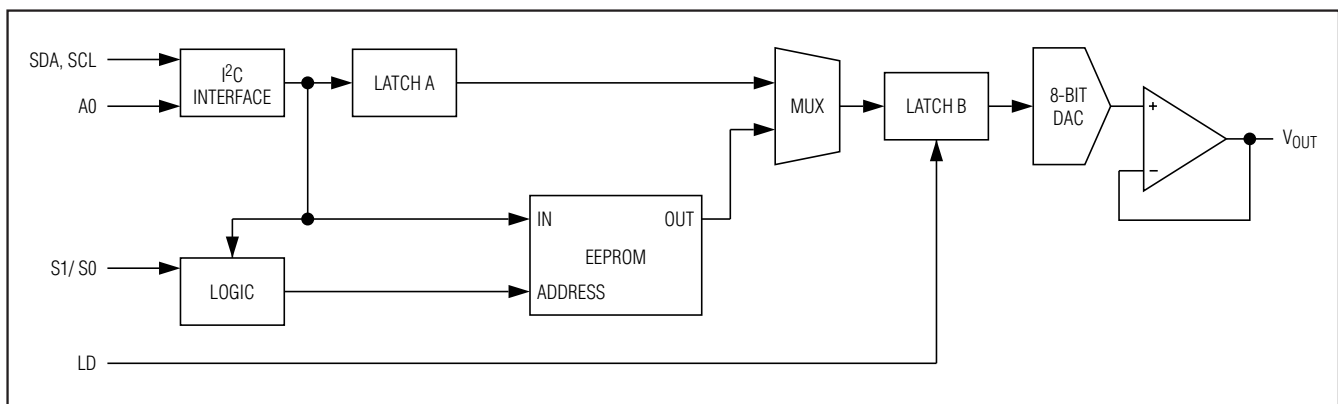 SDA, SCL
A0
I²C
INTERFACE
LATCH A
MUX
LATCH B
8-BIT
DAC
+
−
VOUT
S1/ S0
LOGIC
IN
OUT
EEPROM
ADDRESS
LD